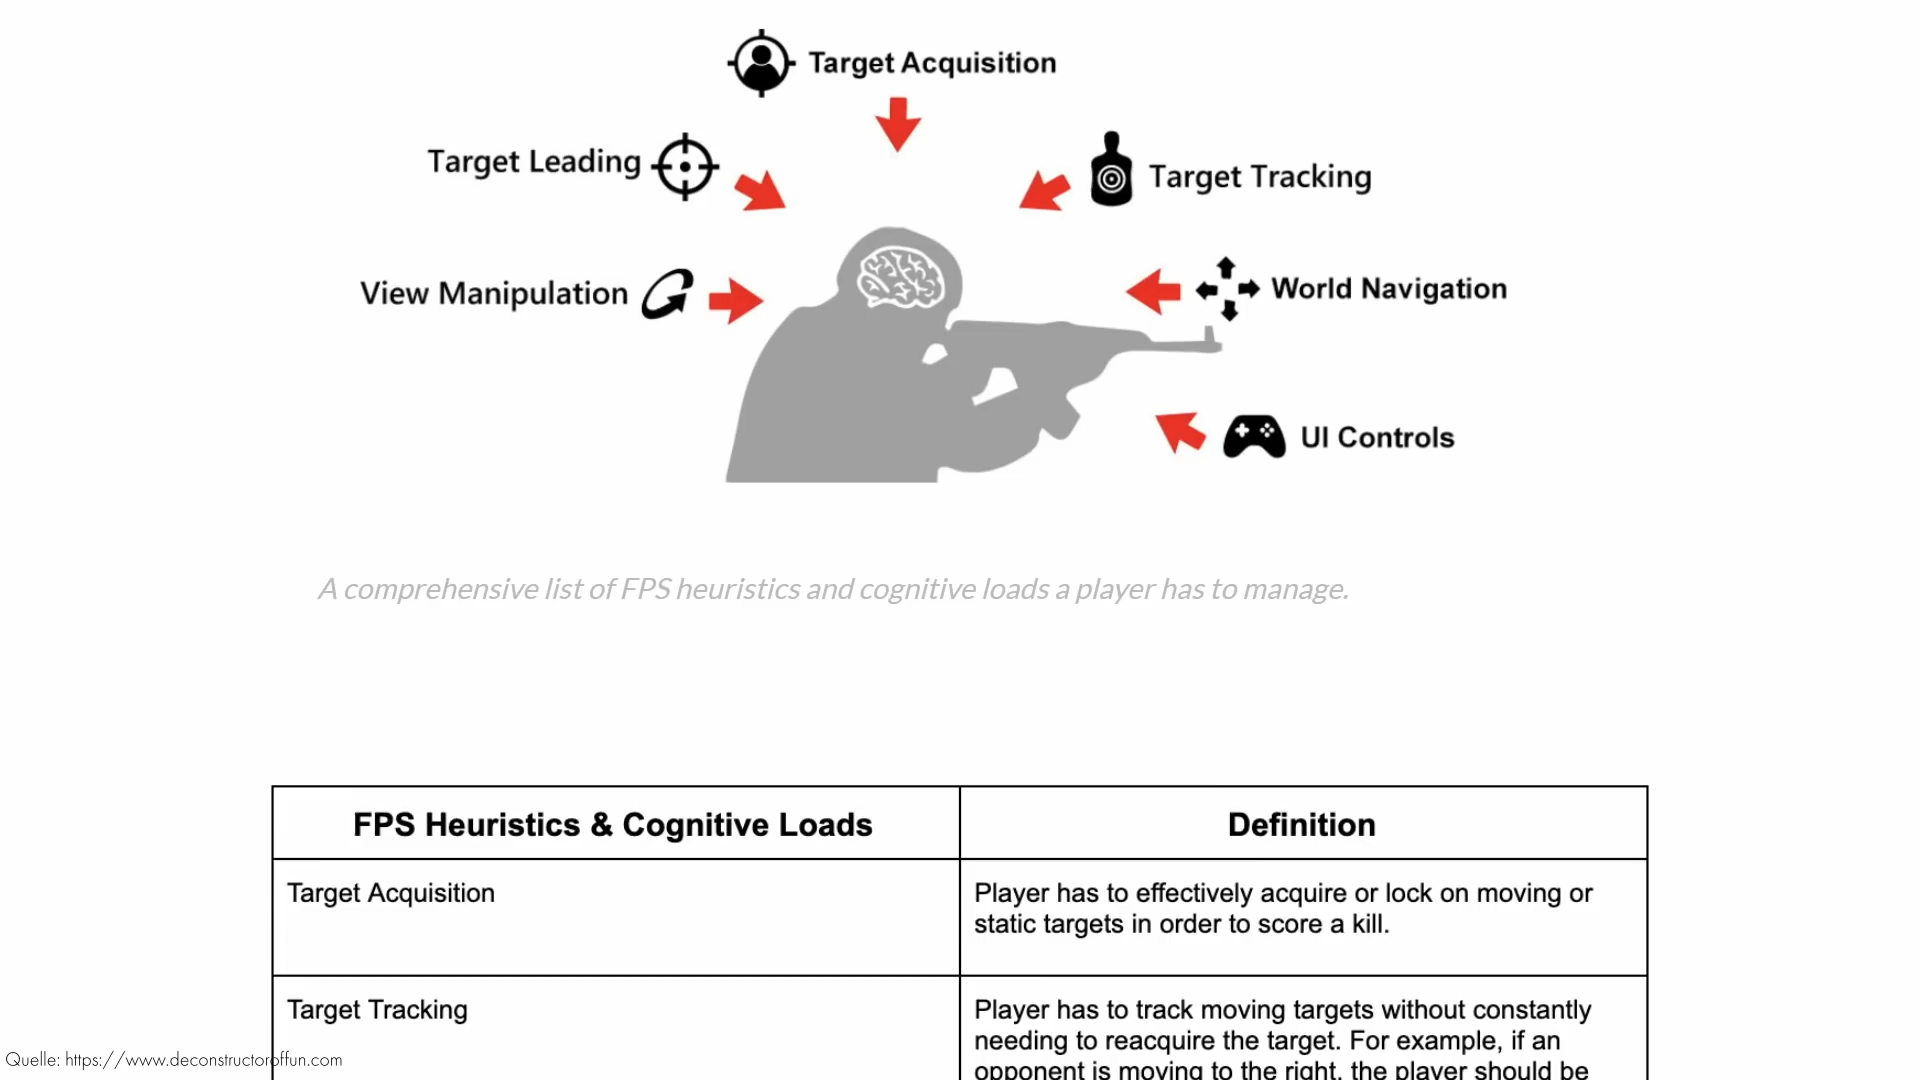 Target Acquisition
Target Leading
Target Tracking
View Manipulation
World Navigation
UI Controls
A comprehensive list of FPS heuristics and cognitive loads a player has to manage.
FPS Heuristics & Cognitive Loads
Definition
Target Acquisition
Player has to effectively acquire or lock on moving or
static targets in order to score a kill.
Target Tracking
Player has to track moving targets without constantly
needing to reacquire the target. For example, if an
opponent is moving to the right, the player should be
Quelle: https://www.deconstructoroffun.com